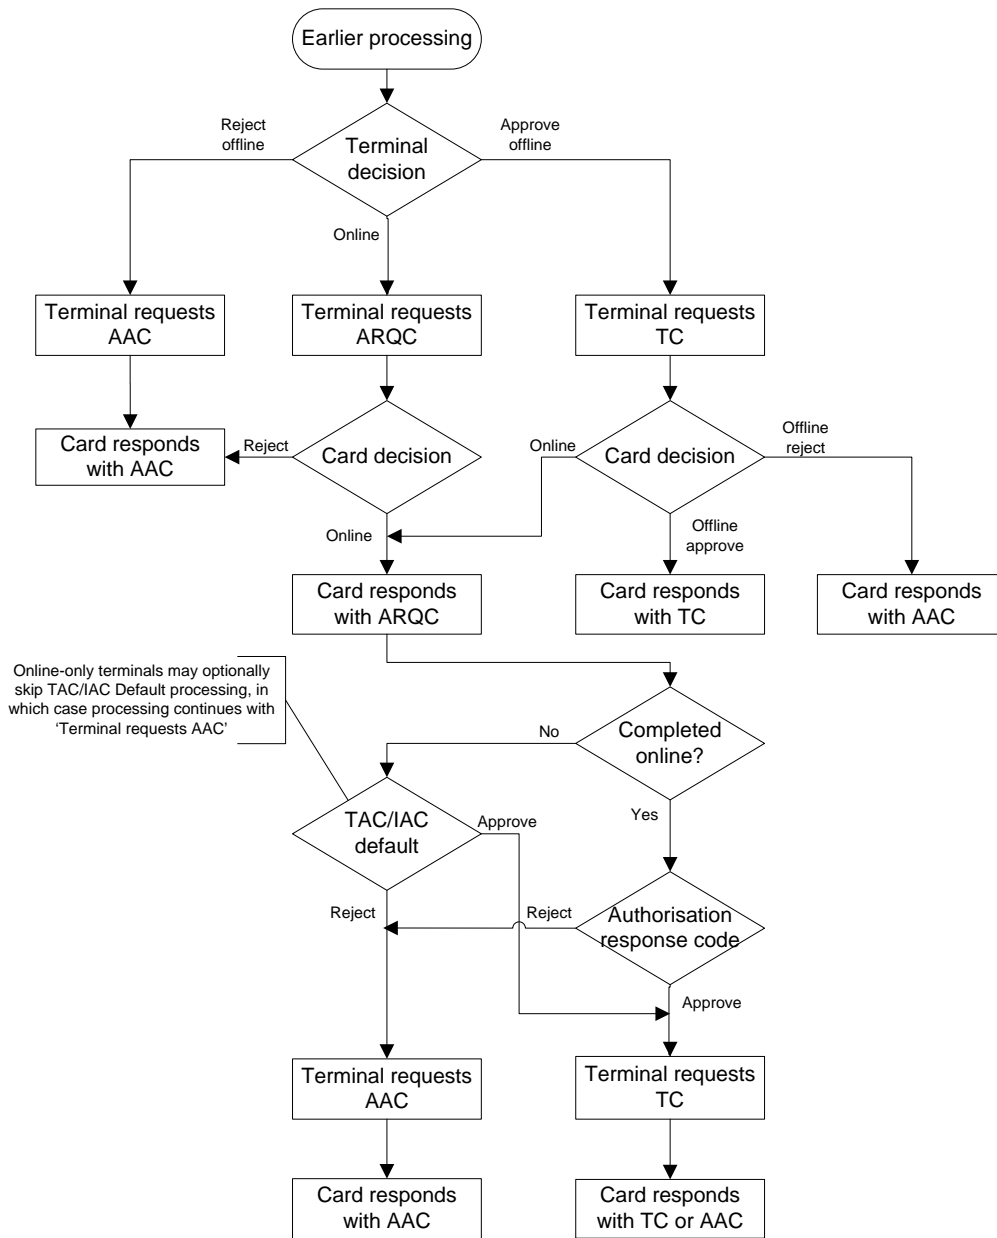 Earlier processing
Reject
offline
Approve
offline
Terminal
decision
Online
Terminal requests
AAC
Terminal requests
ARQC
Terminal requests
TC
Card responds
with AAC
Reject
Card decision
Online
Card decision
Offline
reject
Online
Offline
approve
Card responds
with ARQC
Card responds
with TC
Card responds
with AAC
Online-only terminals may optionally
skip TAC/IAC Default processing, in
which case processing continues with
‘Terminal requests AAC’
No
Completed
online?
Yes
TAC/IAC
default
Approve
Reject
Reject
Authorisation
response code
Approve
Terminal requests
AAC
Terminal requests
TC
Card responds
with AAC
Card responds
with TC or AAC